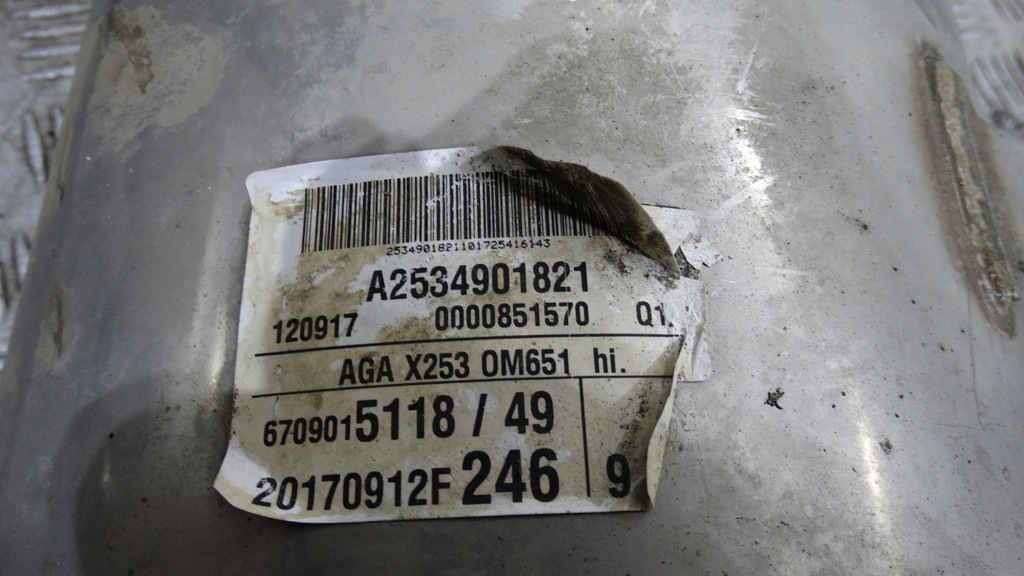 2534901821101725416143
A2534901821
120917 0000851570 Q1.
AGA X253 OM651 hi.
6709015118 / 49
20170912F 246 9